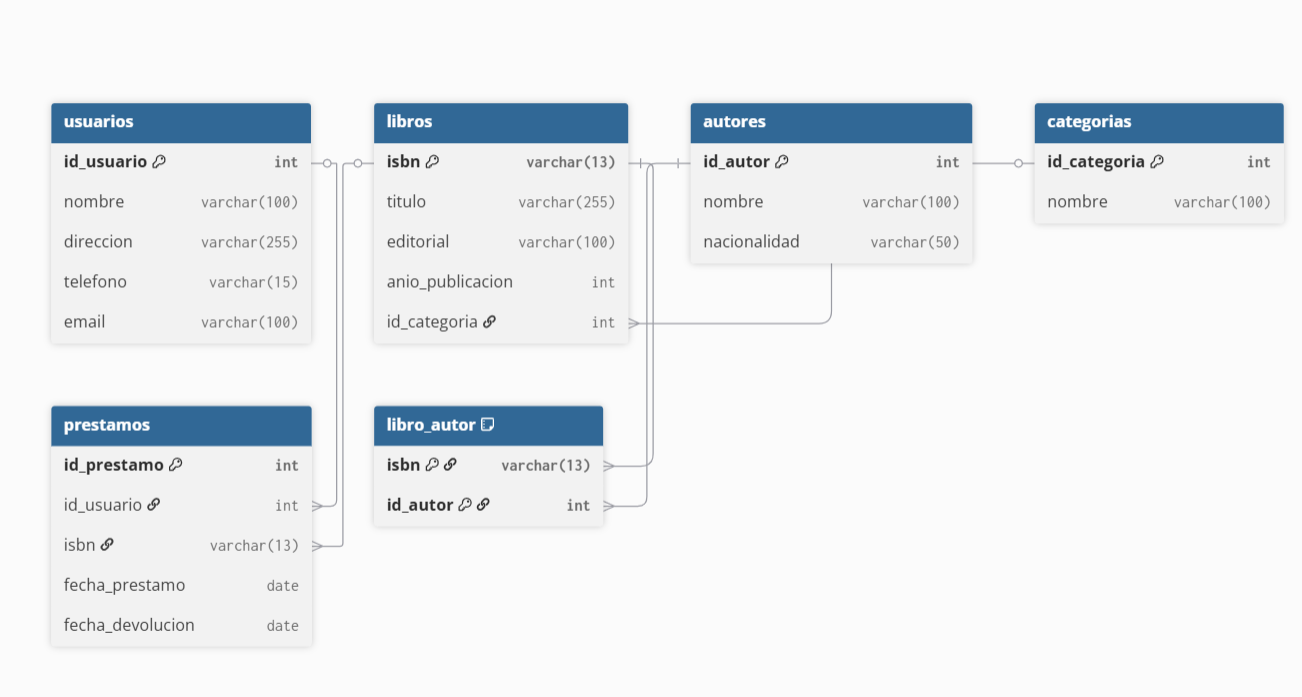 usuarios
id_usuario int
nombre varchar(100)
direccion varchar(255)
telefono varchar(15)
email varchar(100)
libros
isbn varchar(13)
titulo varchar(255)
editorial varchar(100)
anio_publicacion int
id_categoria int
autores
id_autor int
nombre varchar(100)
nacionalidad varchar(50)
categorias
id_categoria int
nombre varchar(100)
prestamos
id_prestamo int
id_usuario int
isbn varchar(13)
fecha_prestamo date
fecha_devolucion date
libro_autor
isbn varchar(13)
id_autor int